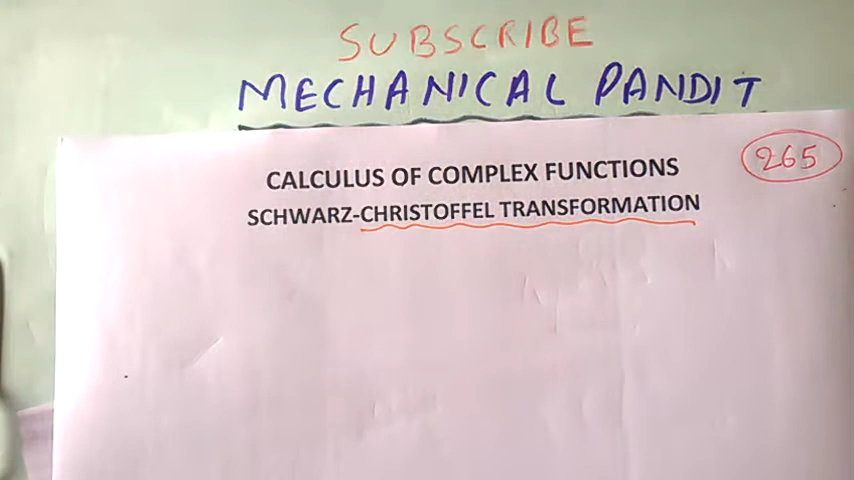 SUBSCRIBE
MECHANICAL PANDIT
265
CALCULUS OF COMPLEX FUNCTIONS
SCHWARZ-CHRISTOFFEL TRANSFORMATION